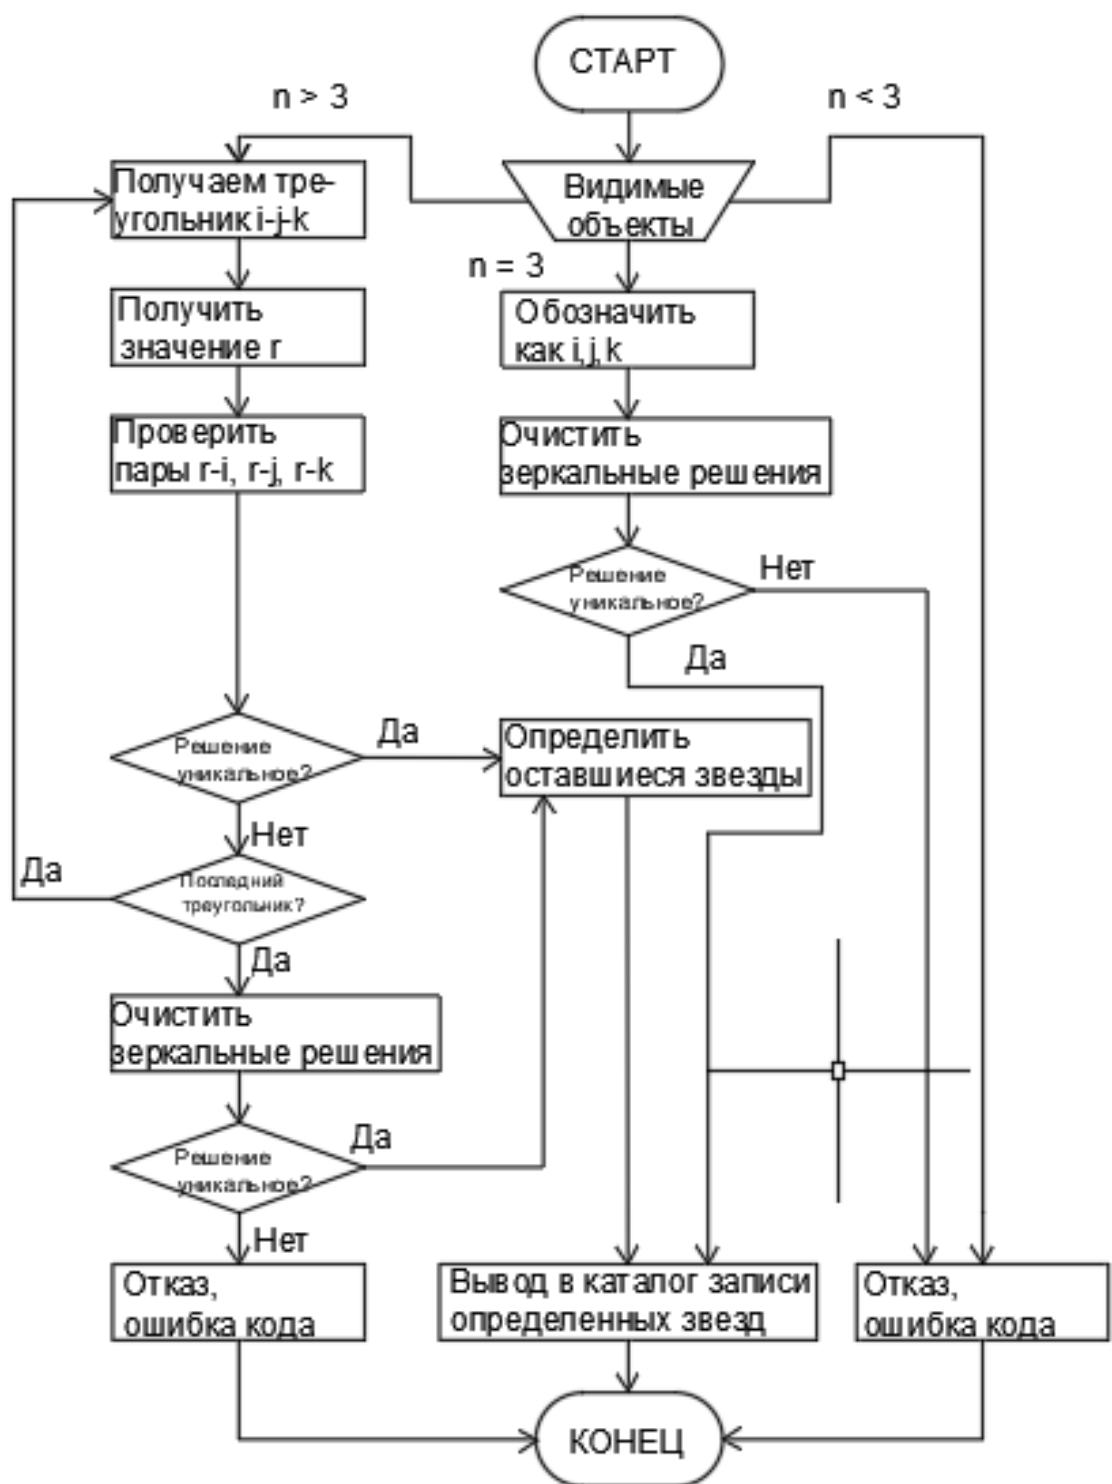 СТАРТ
n > 3
n < 3
Видимые
объекты
n = 3
Получаем тре-
угольник i-j-k
Получить
значение r
Проверить
пары r-i, r-j, r-k
Обозначить
как i,j,k
Очистить
зеркальные решения
Решение
уникальное?
Нет
Да
Решение
уникальное?
Да
Определить
оставшиеся звезды
Нет
Последний
треугольник?
Да
Да
Очистить
зеркальные решения
Решение
уникальное?
Да
Нет
Отказ,
ошибка кода
Вывод в каталог записи
определенных звезд
Отказ,
ошибка кода
КОНЕЦ